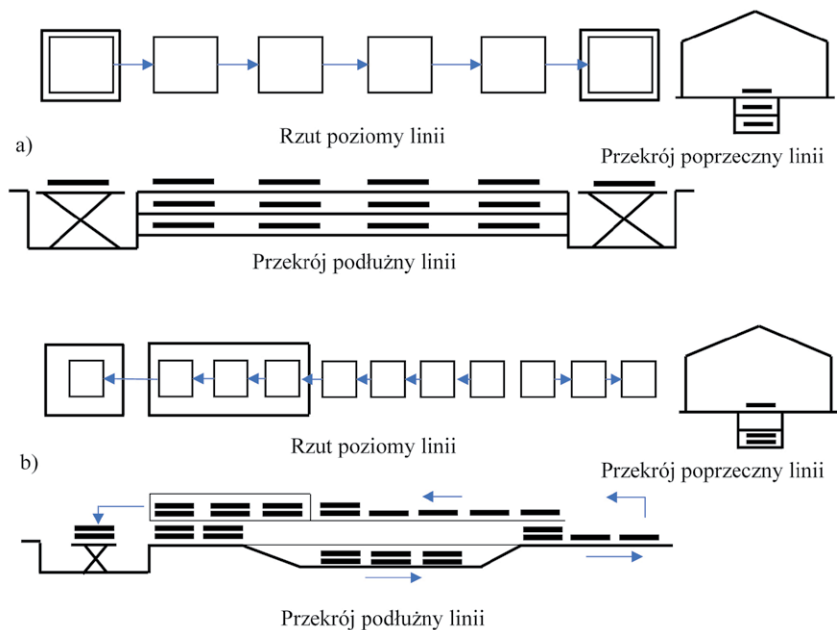 Rzut poziomy linii
a)
Przekrój poprzeczny linii
Przekrój podłużny linii
Rzut poziomy linii
b)
Przekrój poprzeczny linii
Przekrój podłużny linii